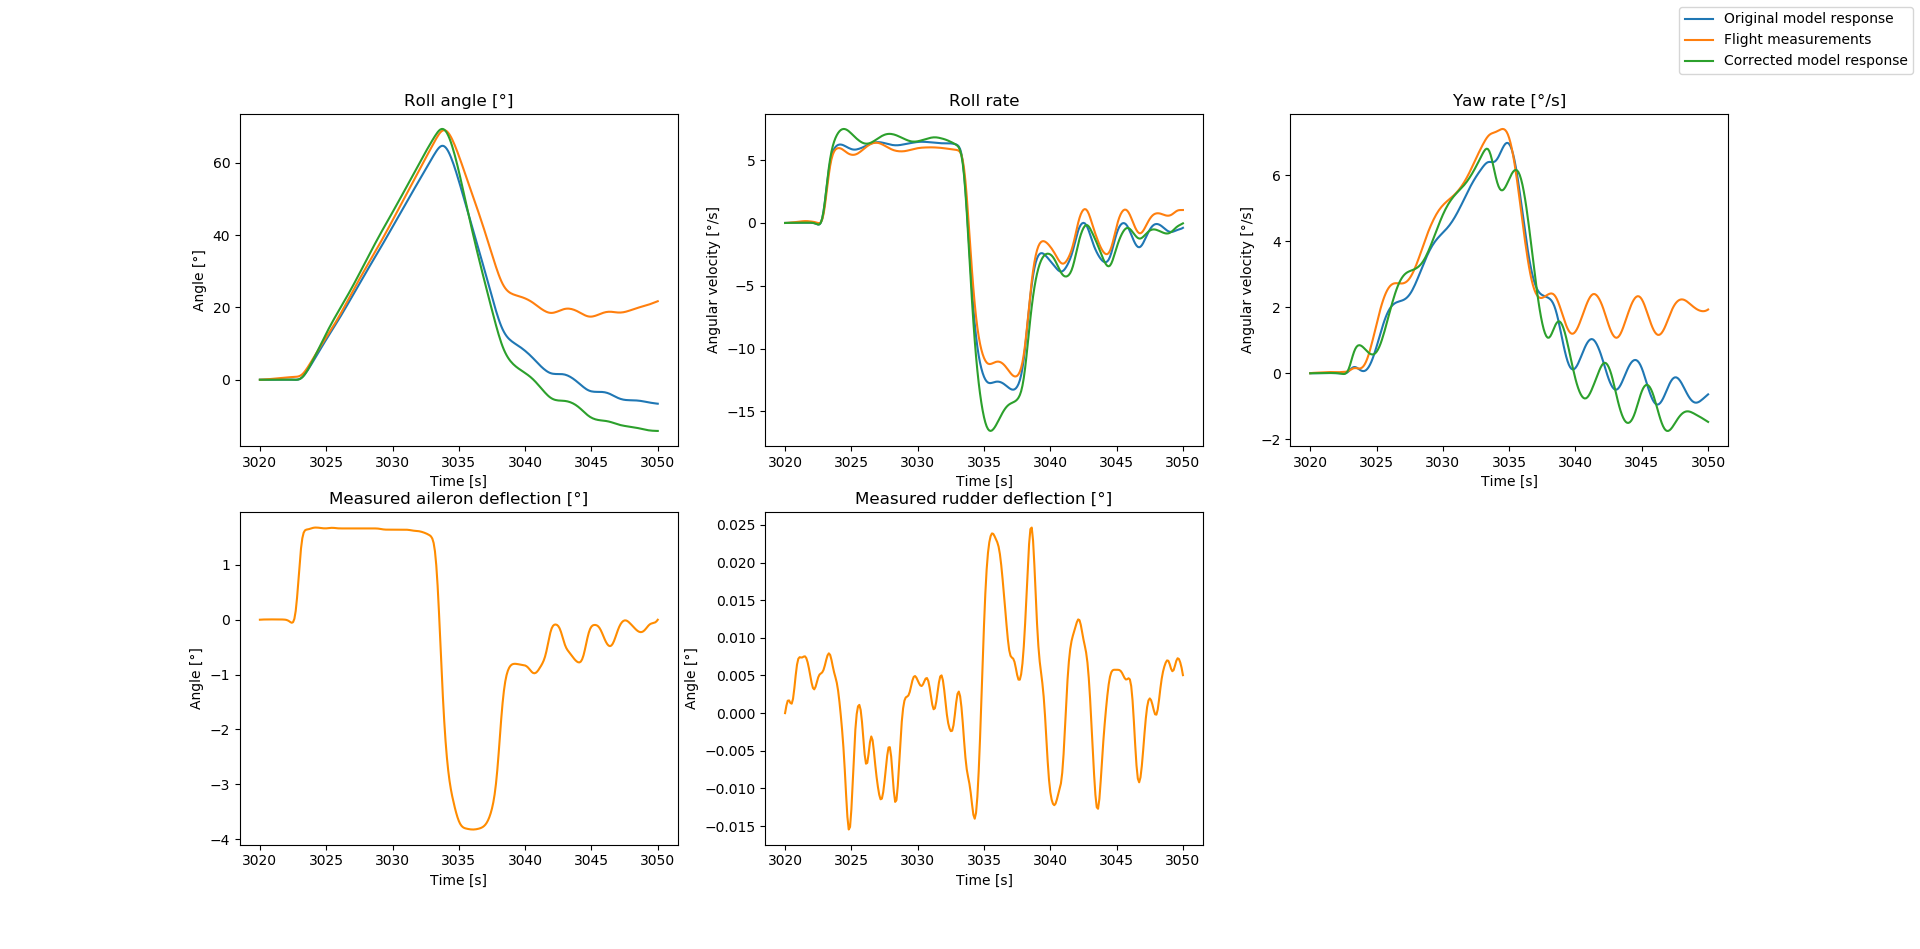 Original model response
Flight measurements
Corrected model response
Roll angle [°]
Angle [°]
60
40
20
0
3020 3025 3030 3035 3040 3045 3050
Time [s]
Roll rate
Angular velocity [°/s]
5
0
−5
−10
−15
3020 3025 3030 3035 3040 3045 3050
Time [s]
Yaw rate [°/s]
Angular velocity [°/s]
6
4
2
0
−2
3020 3025 3030 3035 3040 3045 3050
Time [s]
Measured aileron deflection [°]
Angle [°]
1
0
−1
−2
−3
−4
3020 3025 3030 3035 3040 3045 3050
Time [s]
Measured rudder deflection [°]
Angle [°]
0.025
0.020
0.015
0.010
0.005
0.000
−0.005
−0.010
−0.015
3020 3025 3030 3035 3040 3045 3050
Time [s]